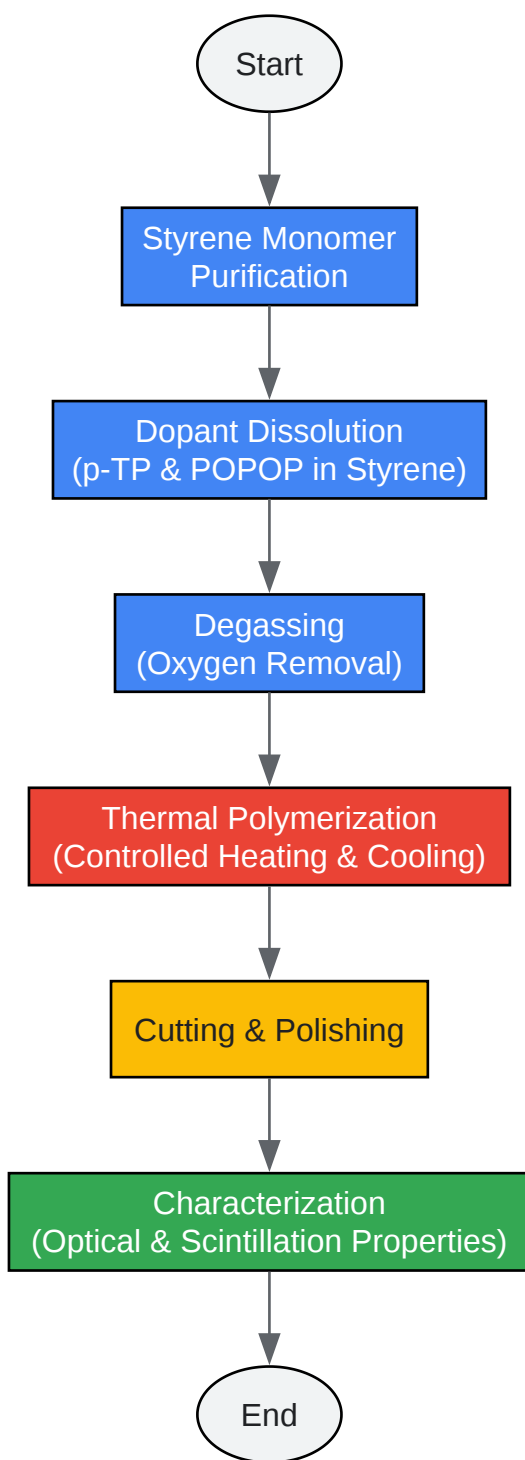 Start
Styrene Monomer
Purification
Dopant Dissolution
(p-TP & POPOP in Styrene)
Degassing
(Oxygen Removal)
Thermal Polymerization
(Controlled Heating & Cooling)
Cutting & Polishing
Characterization
(Optical & Scintillation Properties)
End